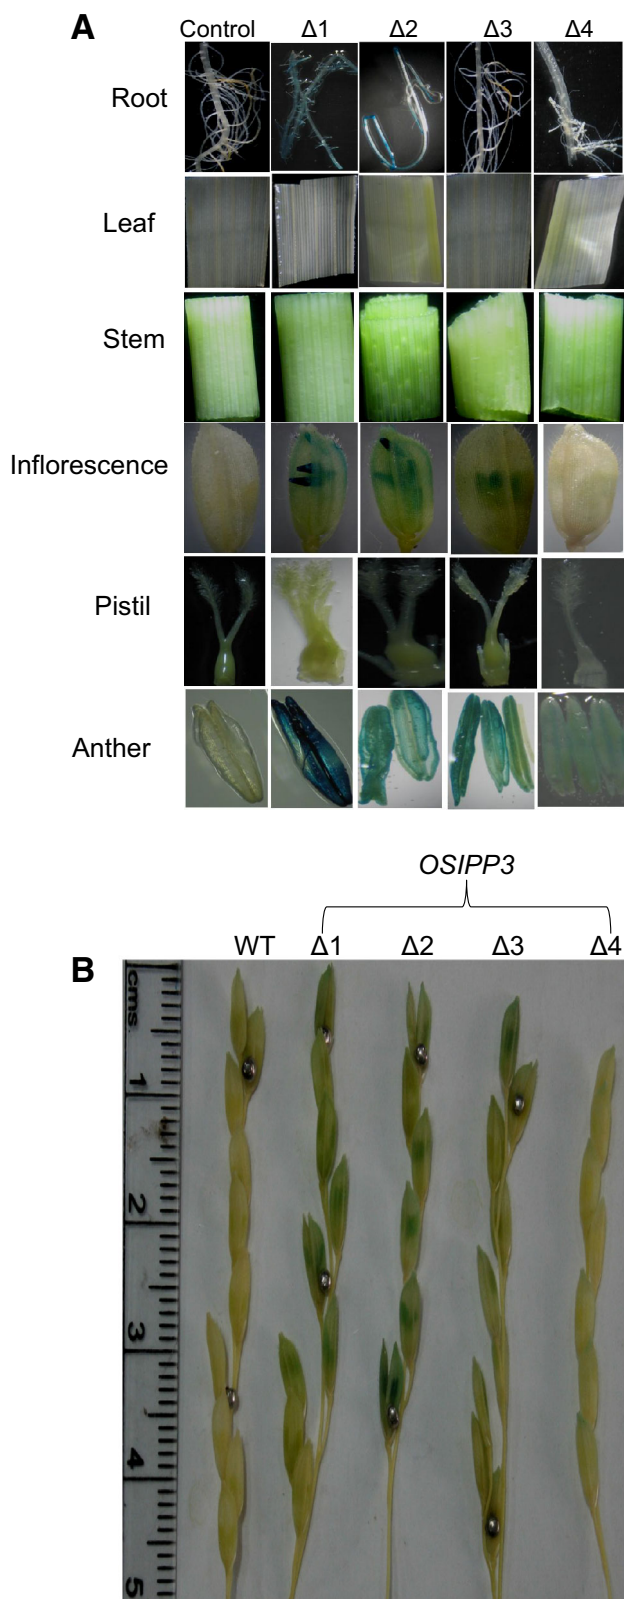 A
Control Δ1 Δ2 Δ3 Δ4
Root
Leaf
Stem
Inflorescence
Pistil
Anther
OSIPP3
WT Δ1 Δ2 Δ3 Δ4
B
cms
1
2
3
4
5